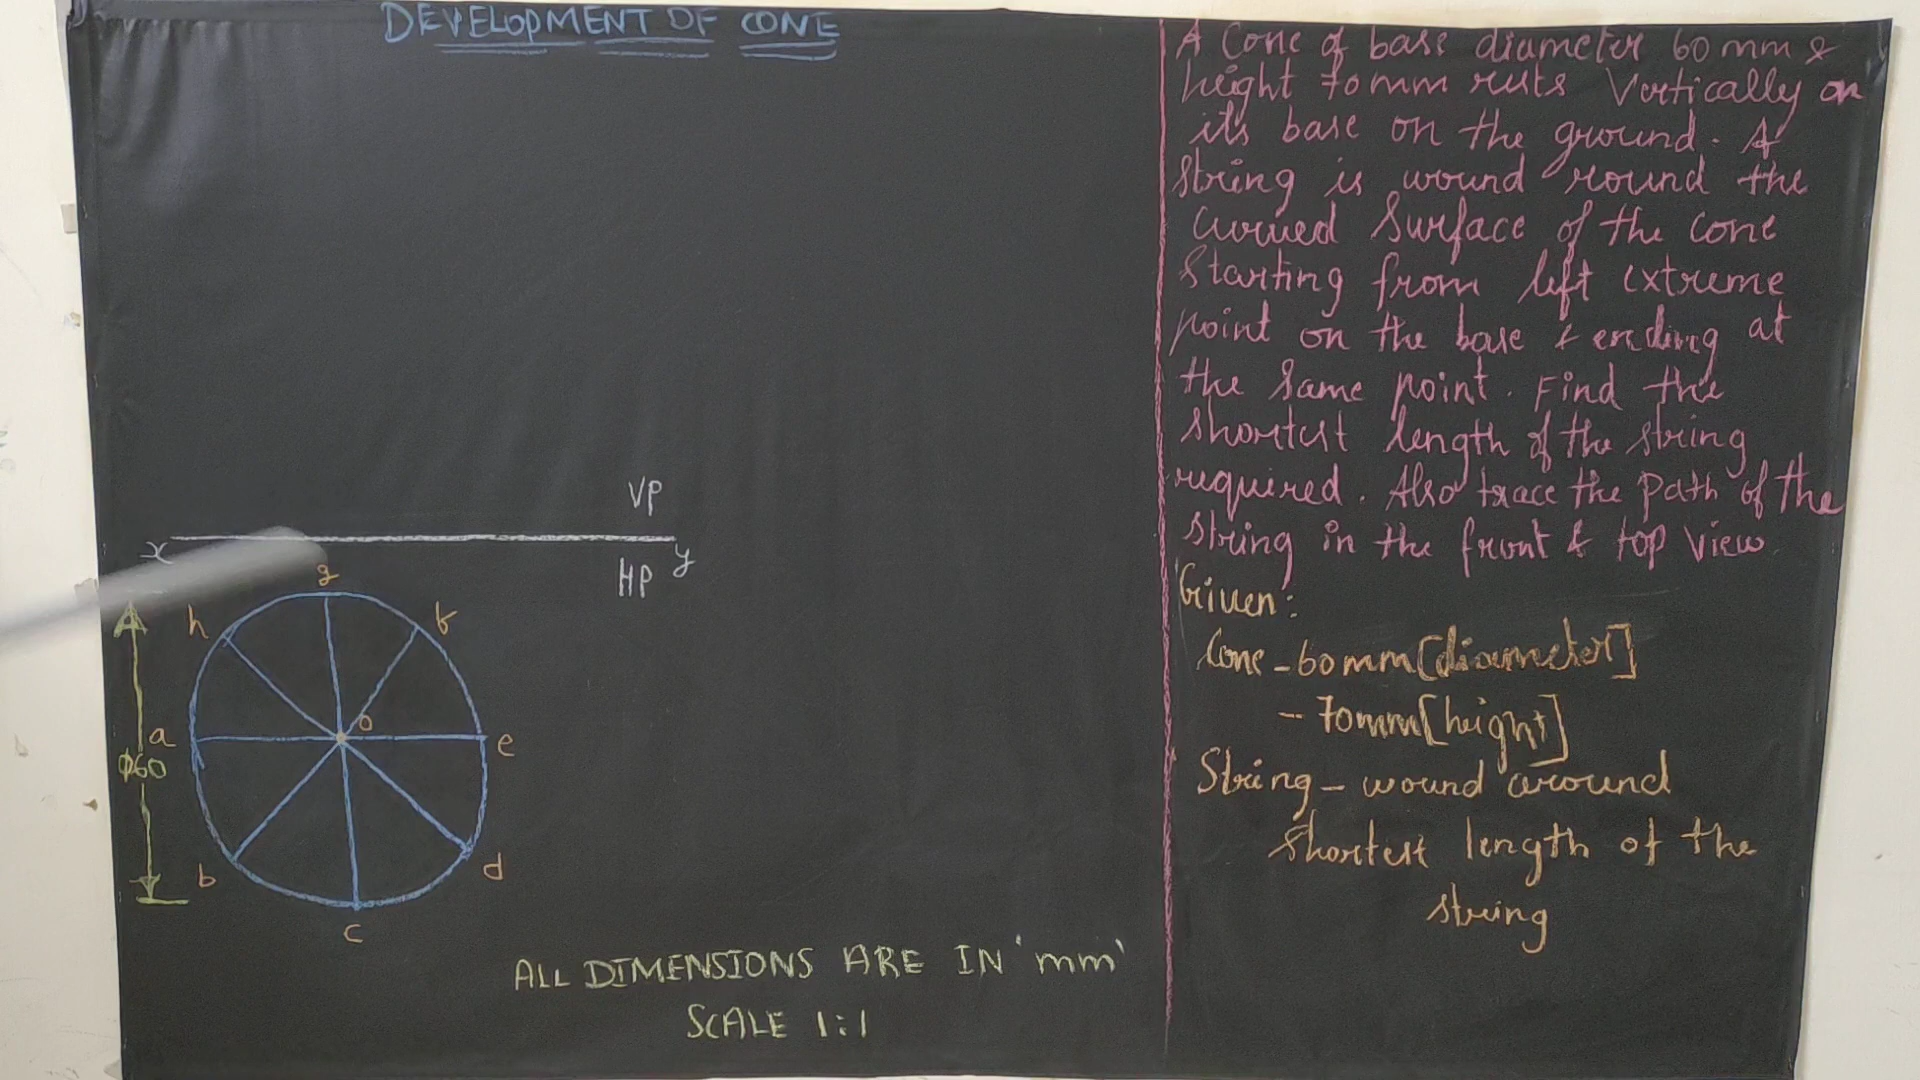 DEVELOPMENT OF CONE
A Cone of base diameter 60 mm &
height 70mm rests Vertically on
its base on the ground. A
string is wound round the
Curved Surface of the cone
Starting from left extreme
point on the base & ending at
the same point. Find the
shortest length of the string
required. Also trace the path of the
string in the front & top view.
Given:
Cone - 60mm [diameter]
- 70mm [height]
String - wound around
shortest length of the
string
VP
x
y
HP
g
h
f
o
a
e
φ60
b
d
c
ALL DIMENSIONS ARE IN 'mm'
SCALE 1:1